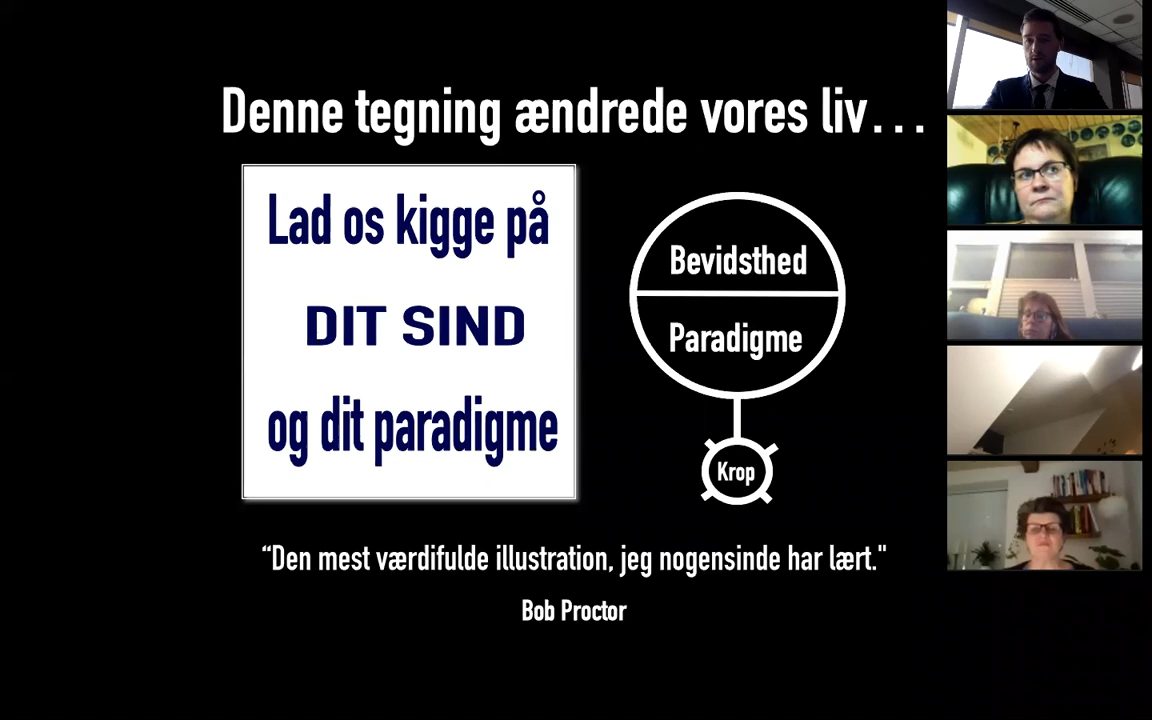 Denne tegning ændrede vores liv...
Lad os kigge på
DIT SIND
og dit paradigme
Bevidsthed
Paradigme
Krop
“Den mest værdifulde illustration, jeg nogensinde har lært."
Bob Proctor